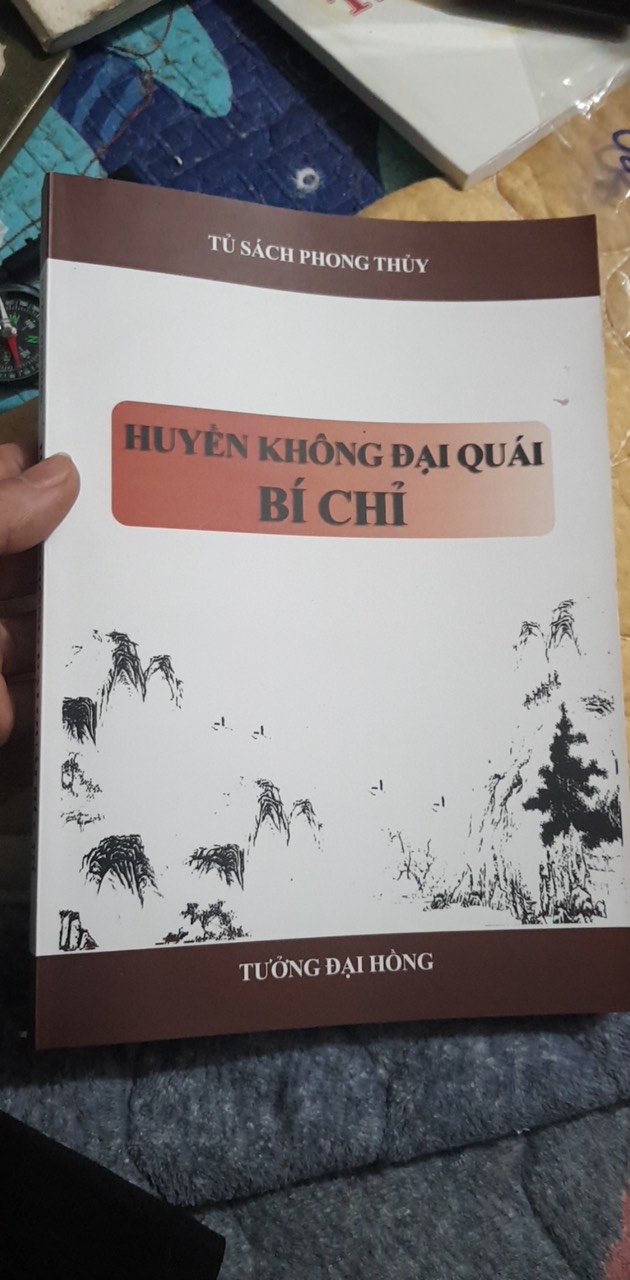 TỦ SÁCH PHONG THỦY
HUYỀN KHÔNG ĐẠI QUÁI
BÍ CHỈ
TƯỞNG ĐẠI HỒNG